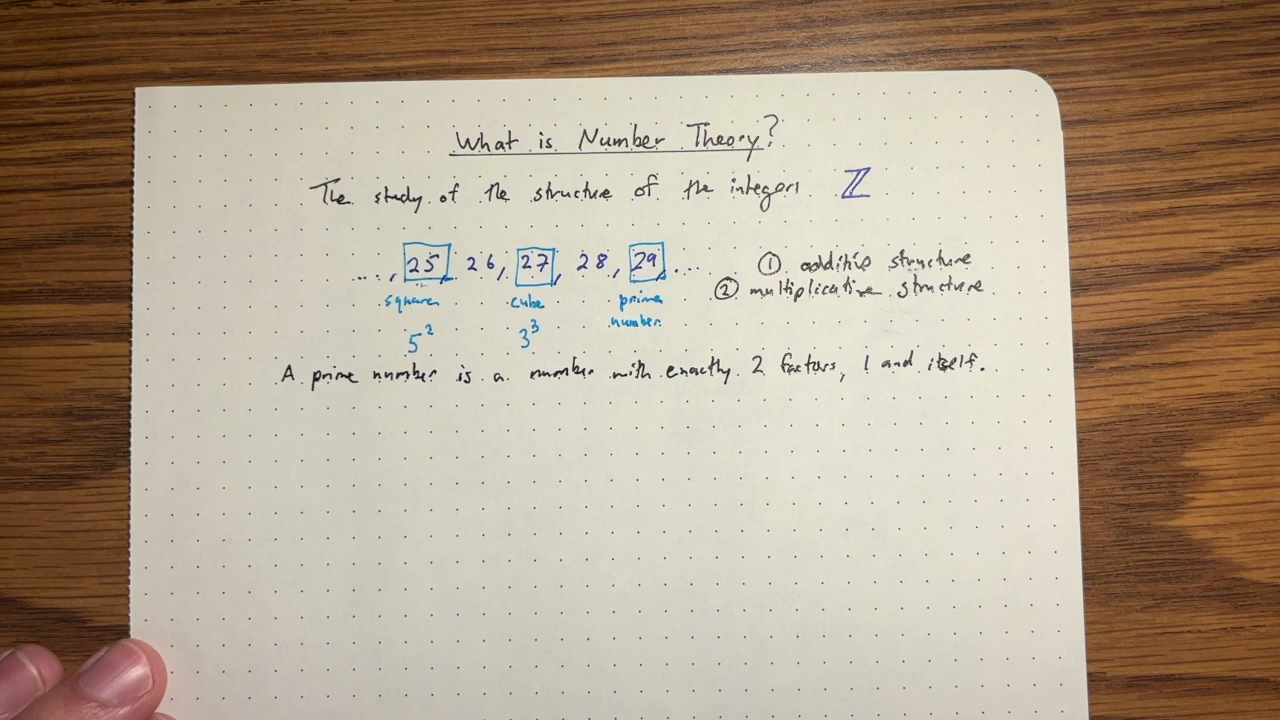 What is Number Theory?
The study of the structure of the integers ℤ
..., 25, 26, 27, 28, 29, ...
① additive structure
② multiplicative structure
square cube prime
number
5² 3³
A prime number is a number with exactly 2 factors, 1 and itself.